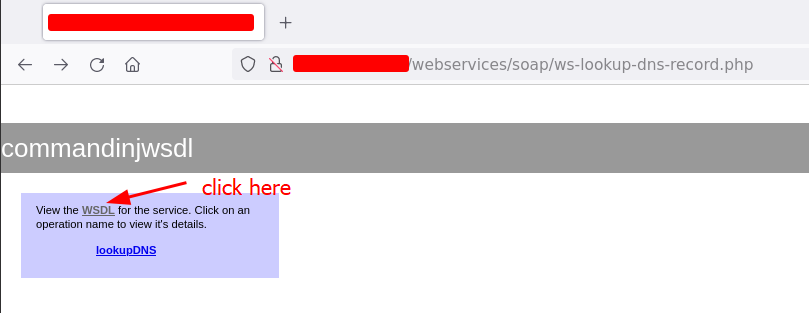 /webservices/soap/ws-lookup-dns-record.php
commandinjwsdl
click here
View the WSDL for the service. Click on an
operation name to view it's details.
lookupDNS